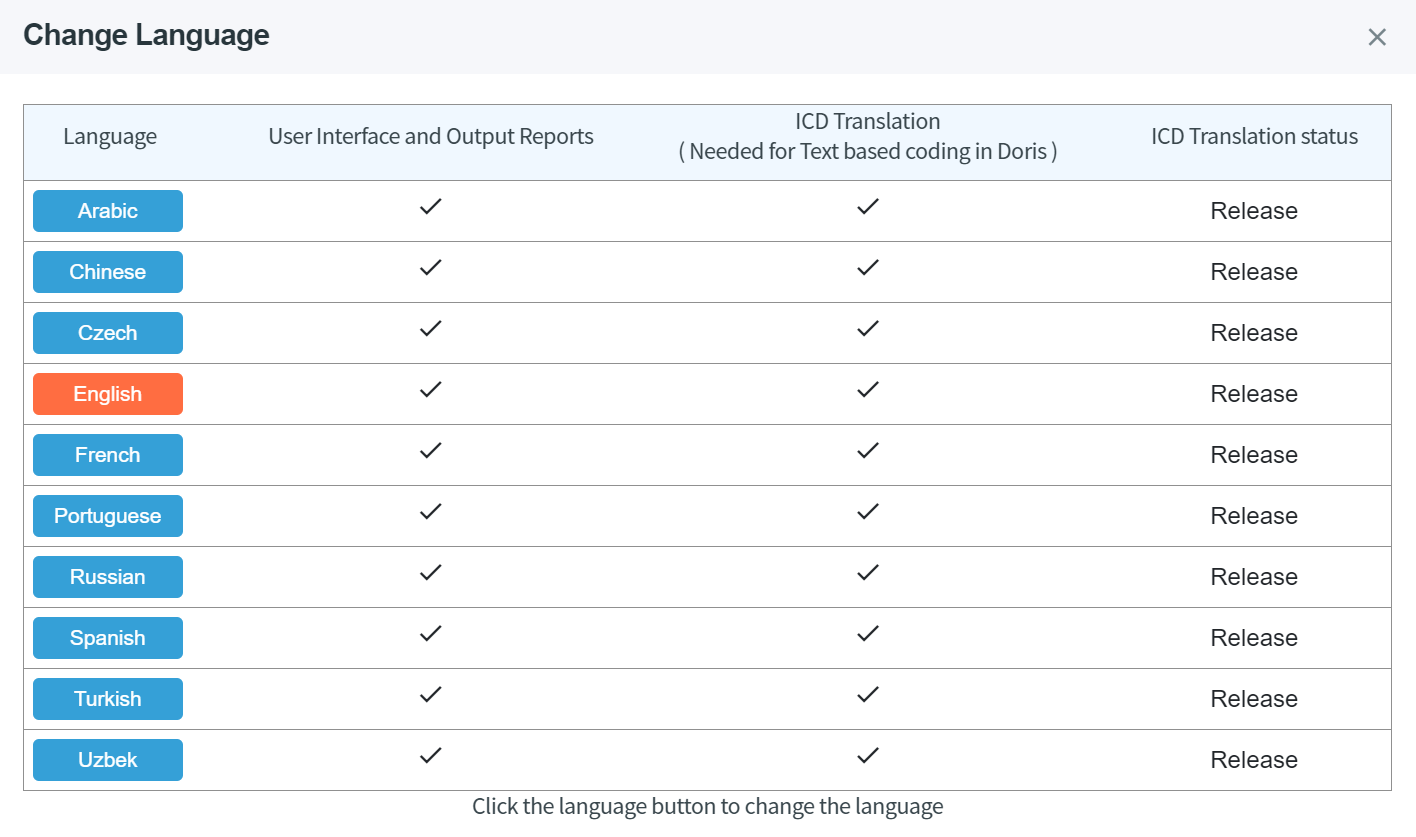 Change Language
Language User Interface and Output Reports ICD Translation ICD Translation status
( Needed for Text based coding in Doris )
Arabic ✓ ✓ Release
Chinese ✓ ✓ Release
Czech ✓ ✓ Release
English ✓ ✓ Release
French ✓ ✓ Release
Portuguese ✓ ✓ Release
Russian ✓ ✓ Release
Spanish ✓ ✓ Release
Turkish ✓ ✓ Release
Uzbek ✓ ✓ Release
Click the language button to change the language